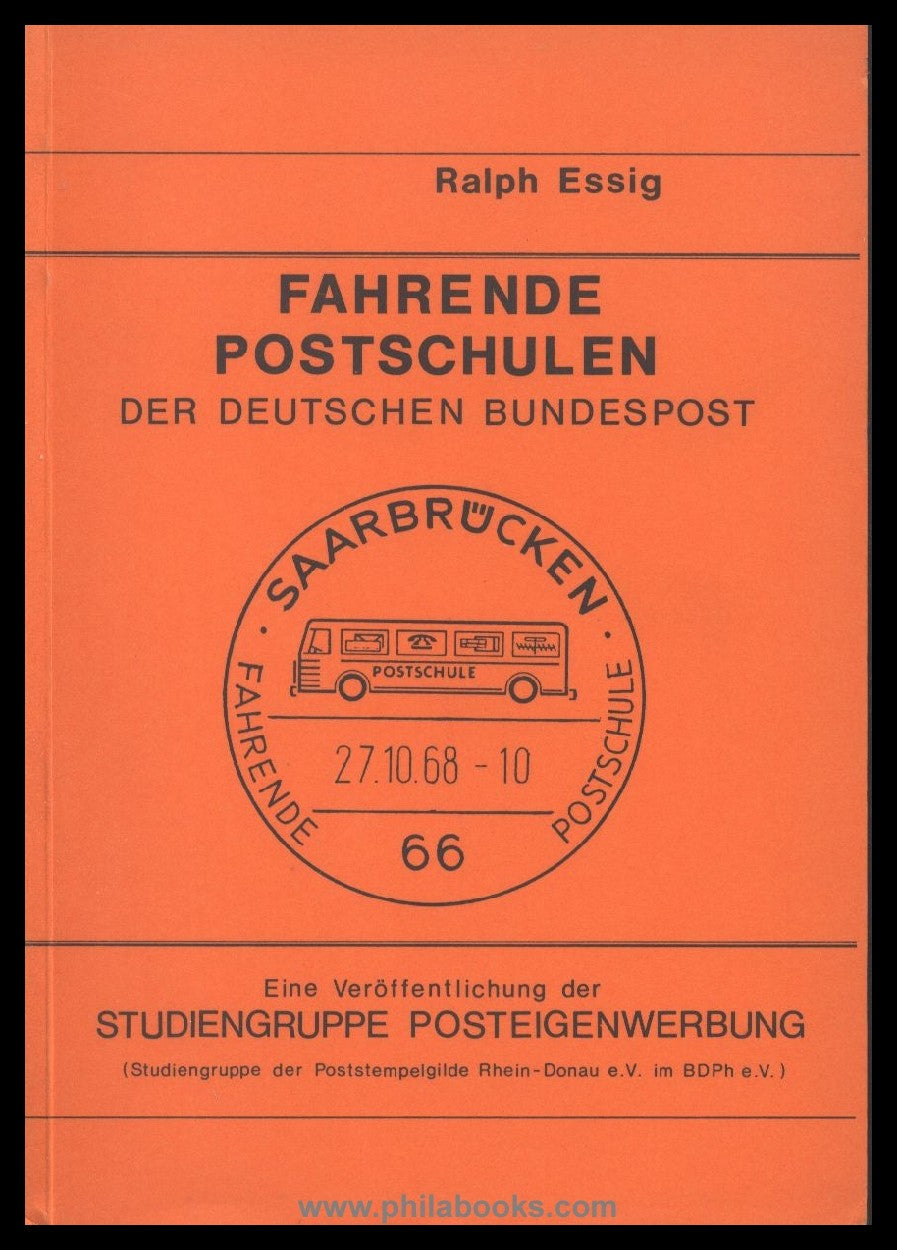 Ralph Essig
FAHRENDE
POSTSCHULEN
DER DEUTSCHEN BUNDESPOST
· SAARBRÜCKEN ·
POSTSCHULE
27.10.68 - 10
FAHRENDE
POSTSCHULE
66
Eine Veröffentlichung der
STUDIENGRUPPE POSTEIGENWERBUNG
(Studiengruppe der Poststempelgilde Rhein-Donau e.V. im BDPh e.V.)
www.philabooks.com